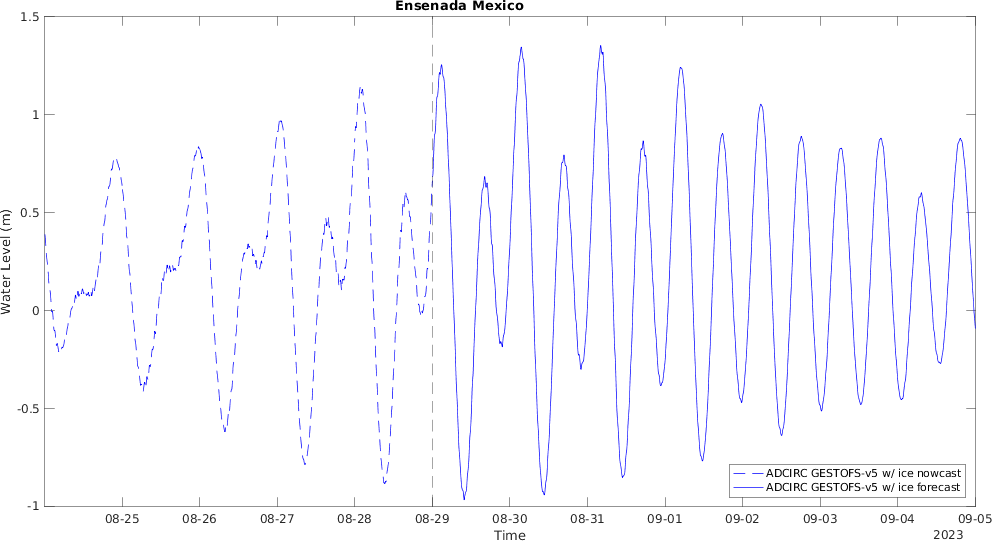 Ensenada Mexico
1.5
1
0.5
0
-0.5
-1
Water Level (m)
ADCIRC GESTOFS-v5 w/ ice nowcast
ADCIRC GESTOFS-v5 w/ ice forecast
08-25 08-26 08-27 08-28 08-29 08-30 08-31 09-01 09-02 09-03 09-04 09-05
Time
2023